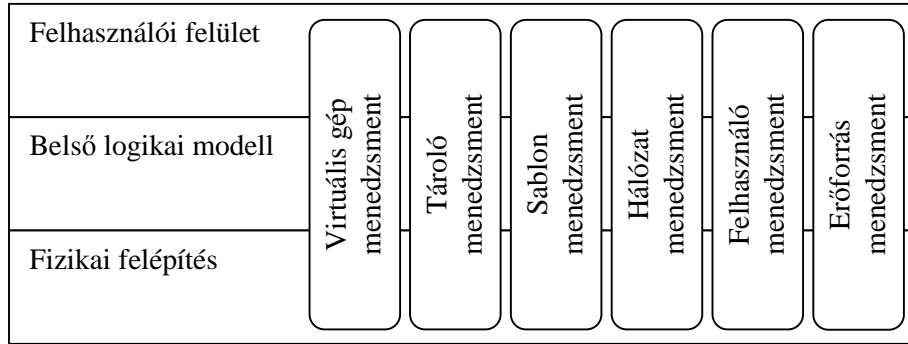 Felhasználói felület
Belső logikai modell
Fizikai felépítés
Virtuális gép
menedzsment
Tároló
menedzsment
Sablon
menedzsment
Hálózat
menedzsment
Felhasználó
menedzsment
Erőforrás
menedzsment